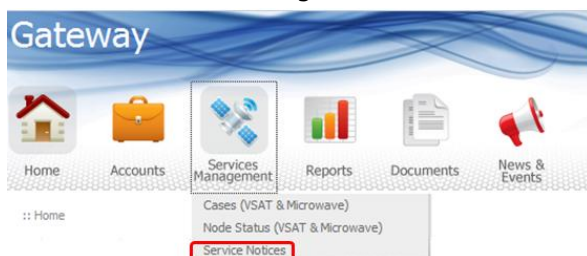 Gateway
Home
Accounts
Services
Management
Reports
Documents
News &
Events
:: Home
Cases (VSAT & Microwave)
Node Status (VSAT & Microwave)
Service Notices